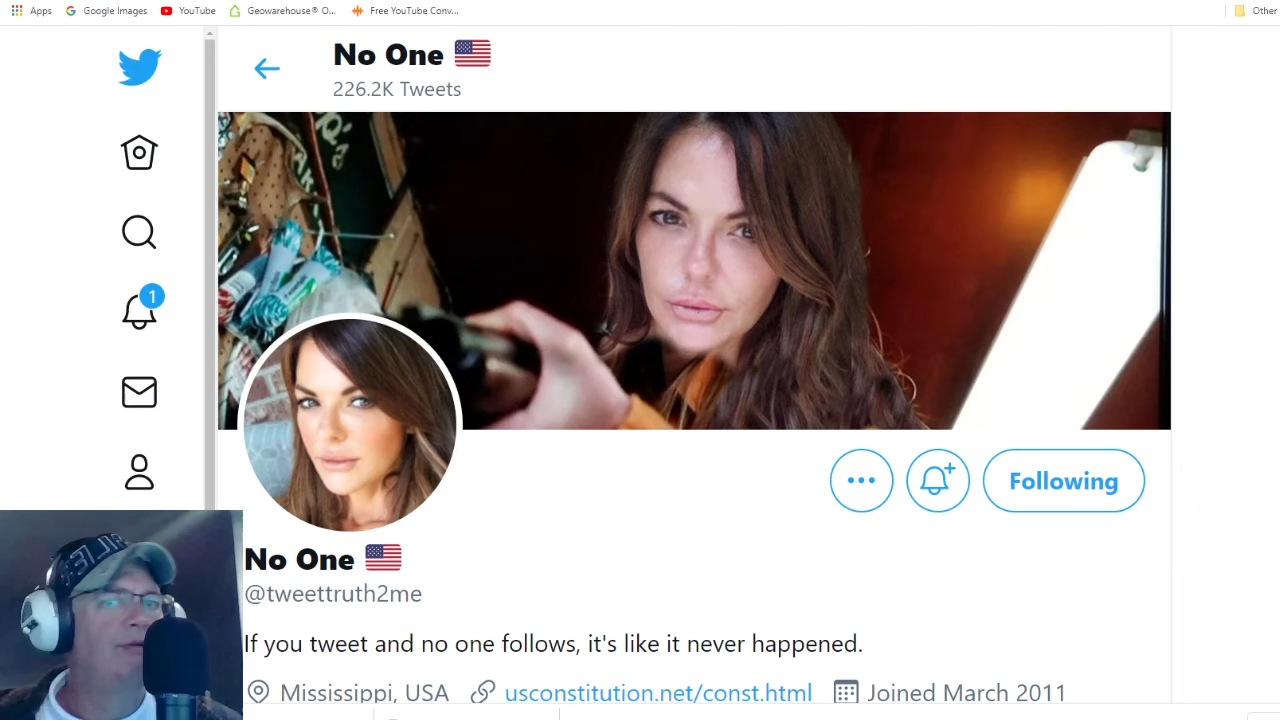 Apps
Google Images
YouTube
Geowarehouse® O...
Free YouTube Conv...
Other
No One
226.2K Tweets
1
Following
No One
@tweettruth2me
If you tweet and no one follows, it's like it never happened.
Mississippi, USA
usconstitution.net/const.html
Joined March 2011